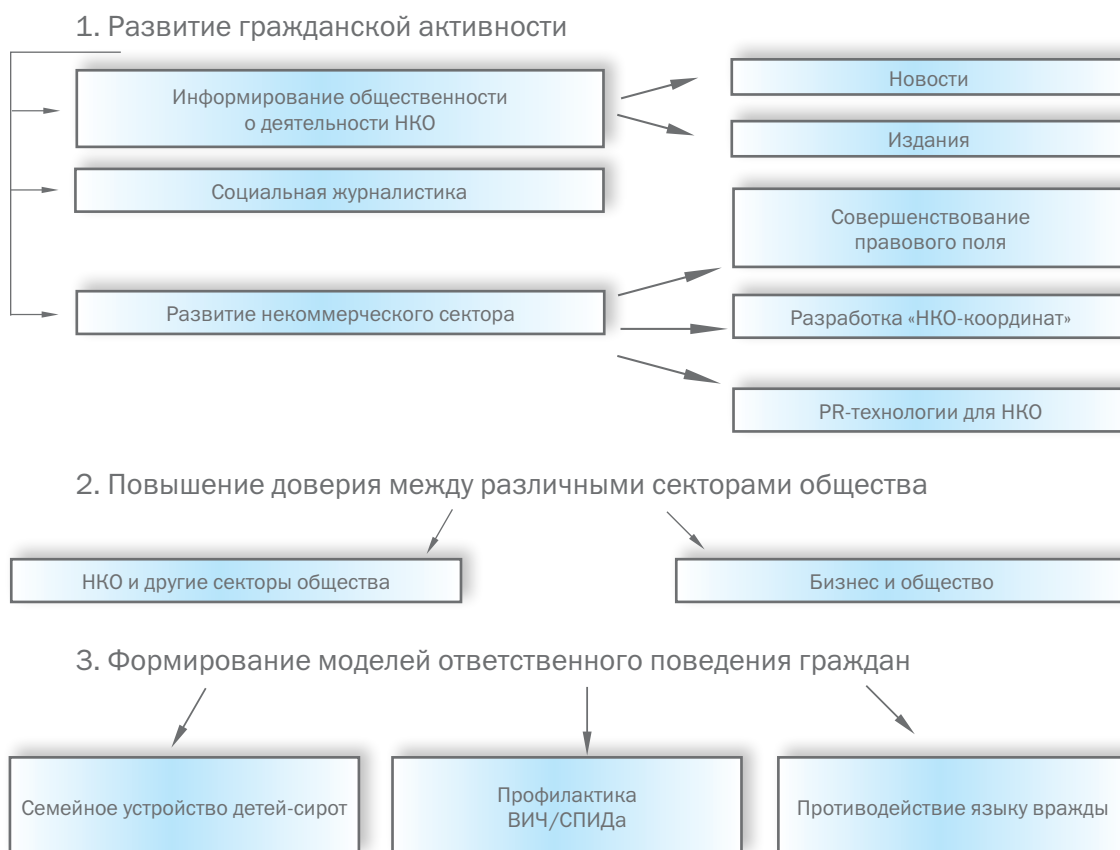 1. Развитие гражданской активности
Информирование общественности
о деятельности НКО
Новости
Издания
Социальная журналистика
Совершенствование
правового поля
Развитие некоммерческого сектора
Разработка «НКО-координат»
PR-технологии для НКО
2. Повышение доверия между различными секторами общества
НКО и другие секторы общества
Бизнес и общество
3. Формирование моделей ответственного поведения граждан
Семейное устройство детей-сирот
Профилактика
ВИЧ/СПИДа
Противодействие языку вражды